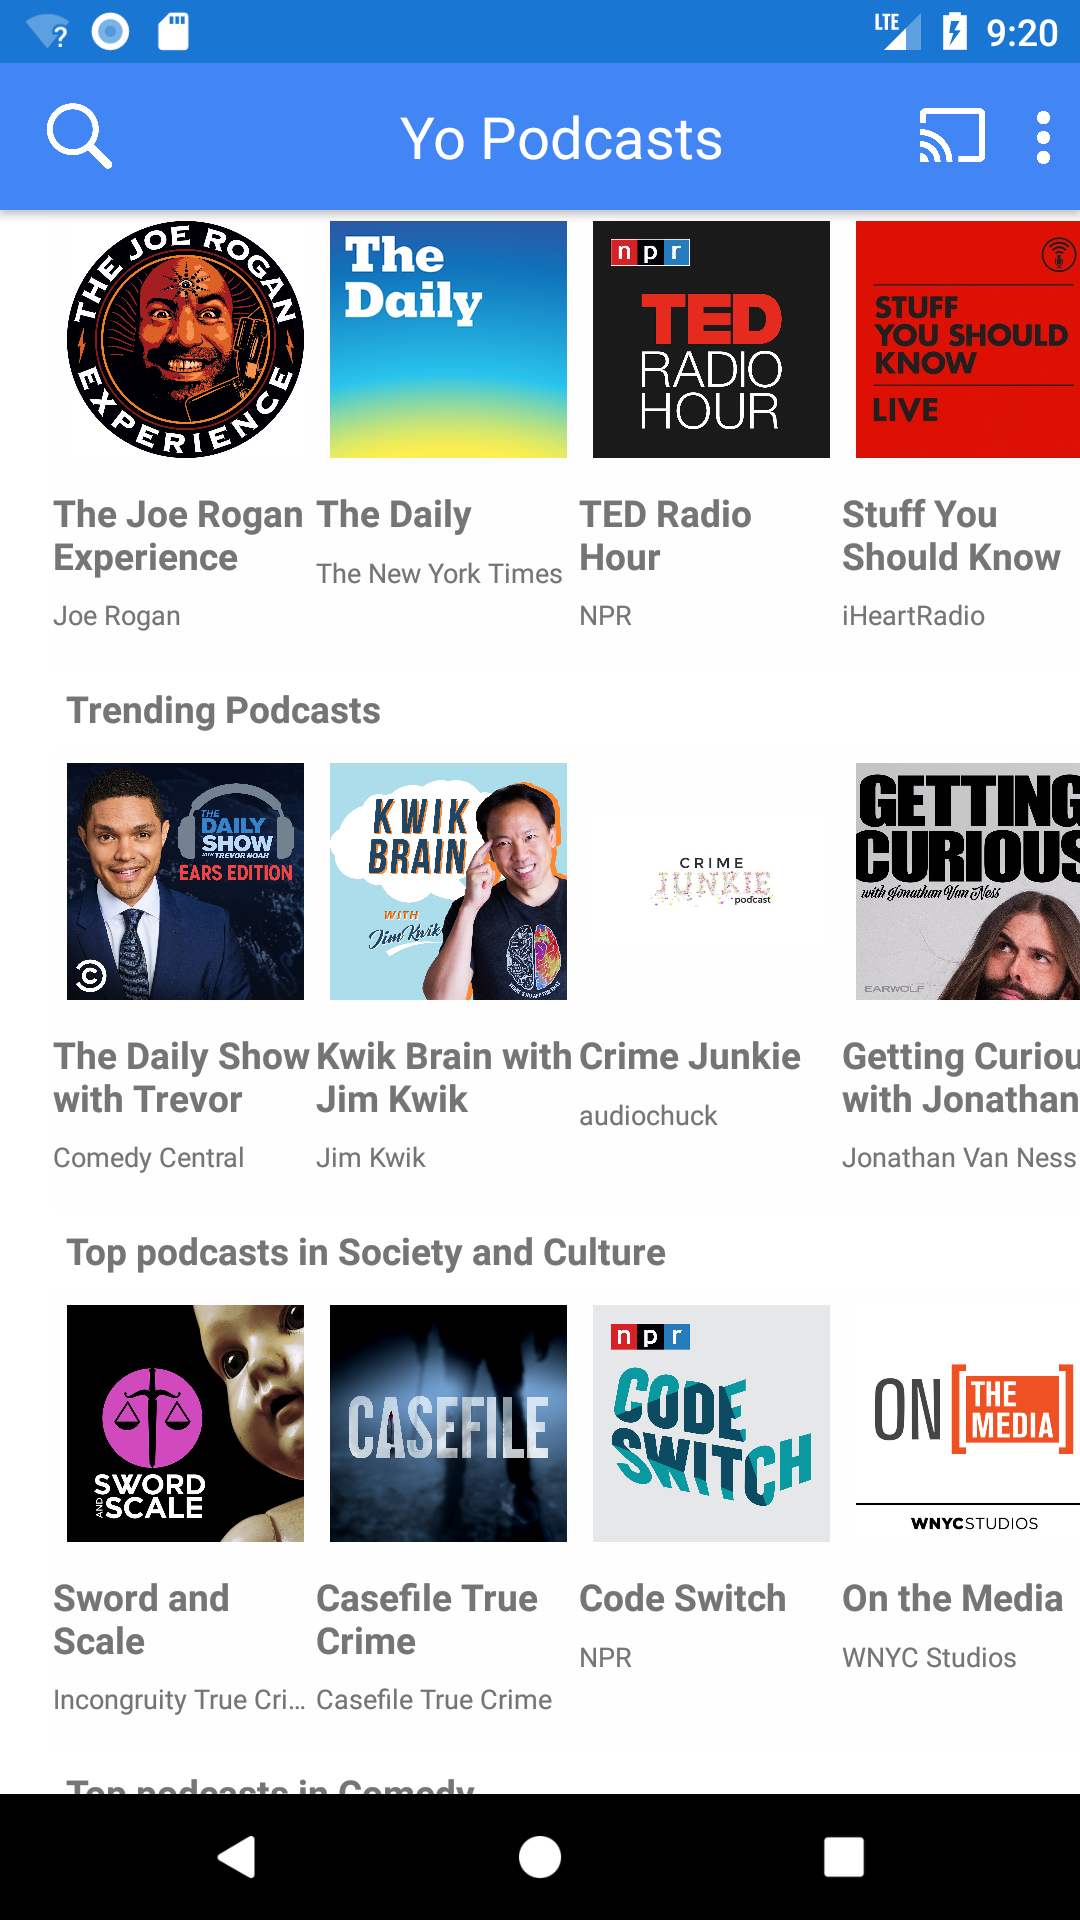 LTE
9:20
Yo Podcasts
THE JOE ROGAN
EXPERIENCE
The
Daily
npr
TED
RADIO
HOUR
STUFF
YOU SHOULD
KNOW
LIVE
The Joe Rogan
Experience
Joe Rogan
The Daily
The New York Times
TED Radio
Hour
NPR
Stuff You
Should Know
iHeartRadio
Trending Podcasts
THE
DAILY
SHOW
WITH TREVOR NOAH
EARS EDITION
KWIK
BRAIN
WITH
Jim Kwik
CRIME
JUNKIE
podcast
GETTING
CURIOUS
with Jonathan Van Ness
EARWOLF
The Daily Show
with Trevor
Comedy Central
Kwik Brain with
Jim Kwik
Jim Kwik
Crime Junkie
audiochuck
Getting Curiou
with Jonathan
Jonathan Van Ness
Top podcasts in Society and Culture
SWORD
AND SCALE
CASEFILE
npr
CODE
SWITCH
ON THE
MEDIA
WNYCSTUDIOS
Sword and
Scale
Incongruity True Cri...
Casefile True
Crime
Casefile True Crime
Code Switch
NPR
On the Media
WNYC Studios
Top podcasts in Comedy